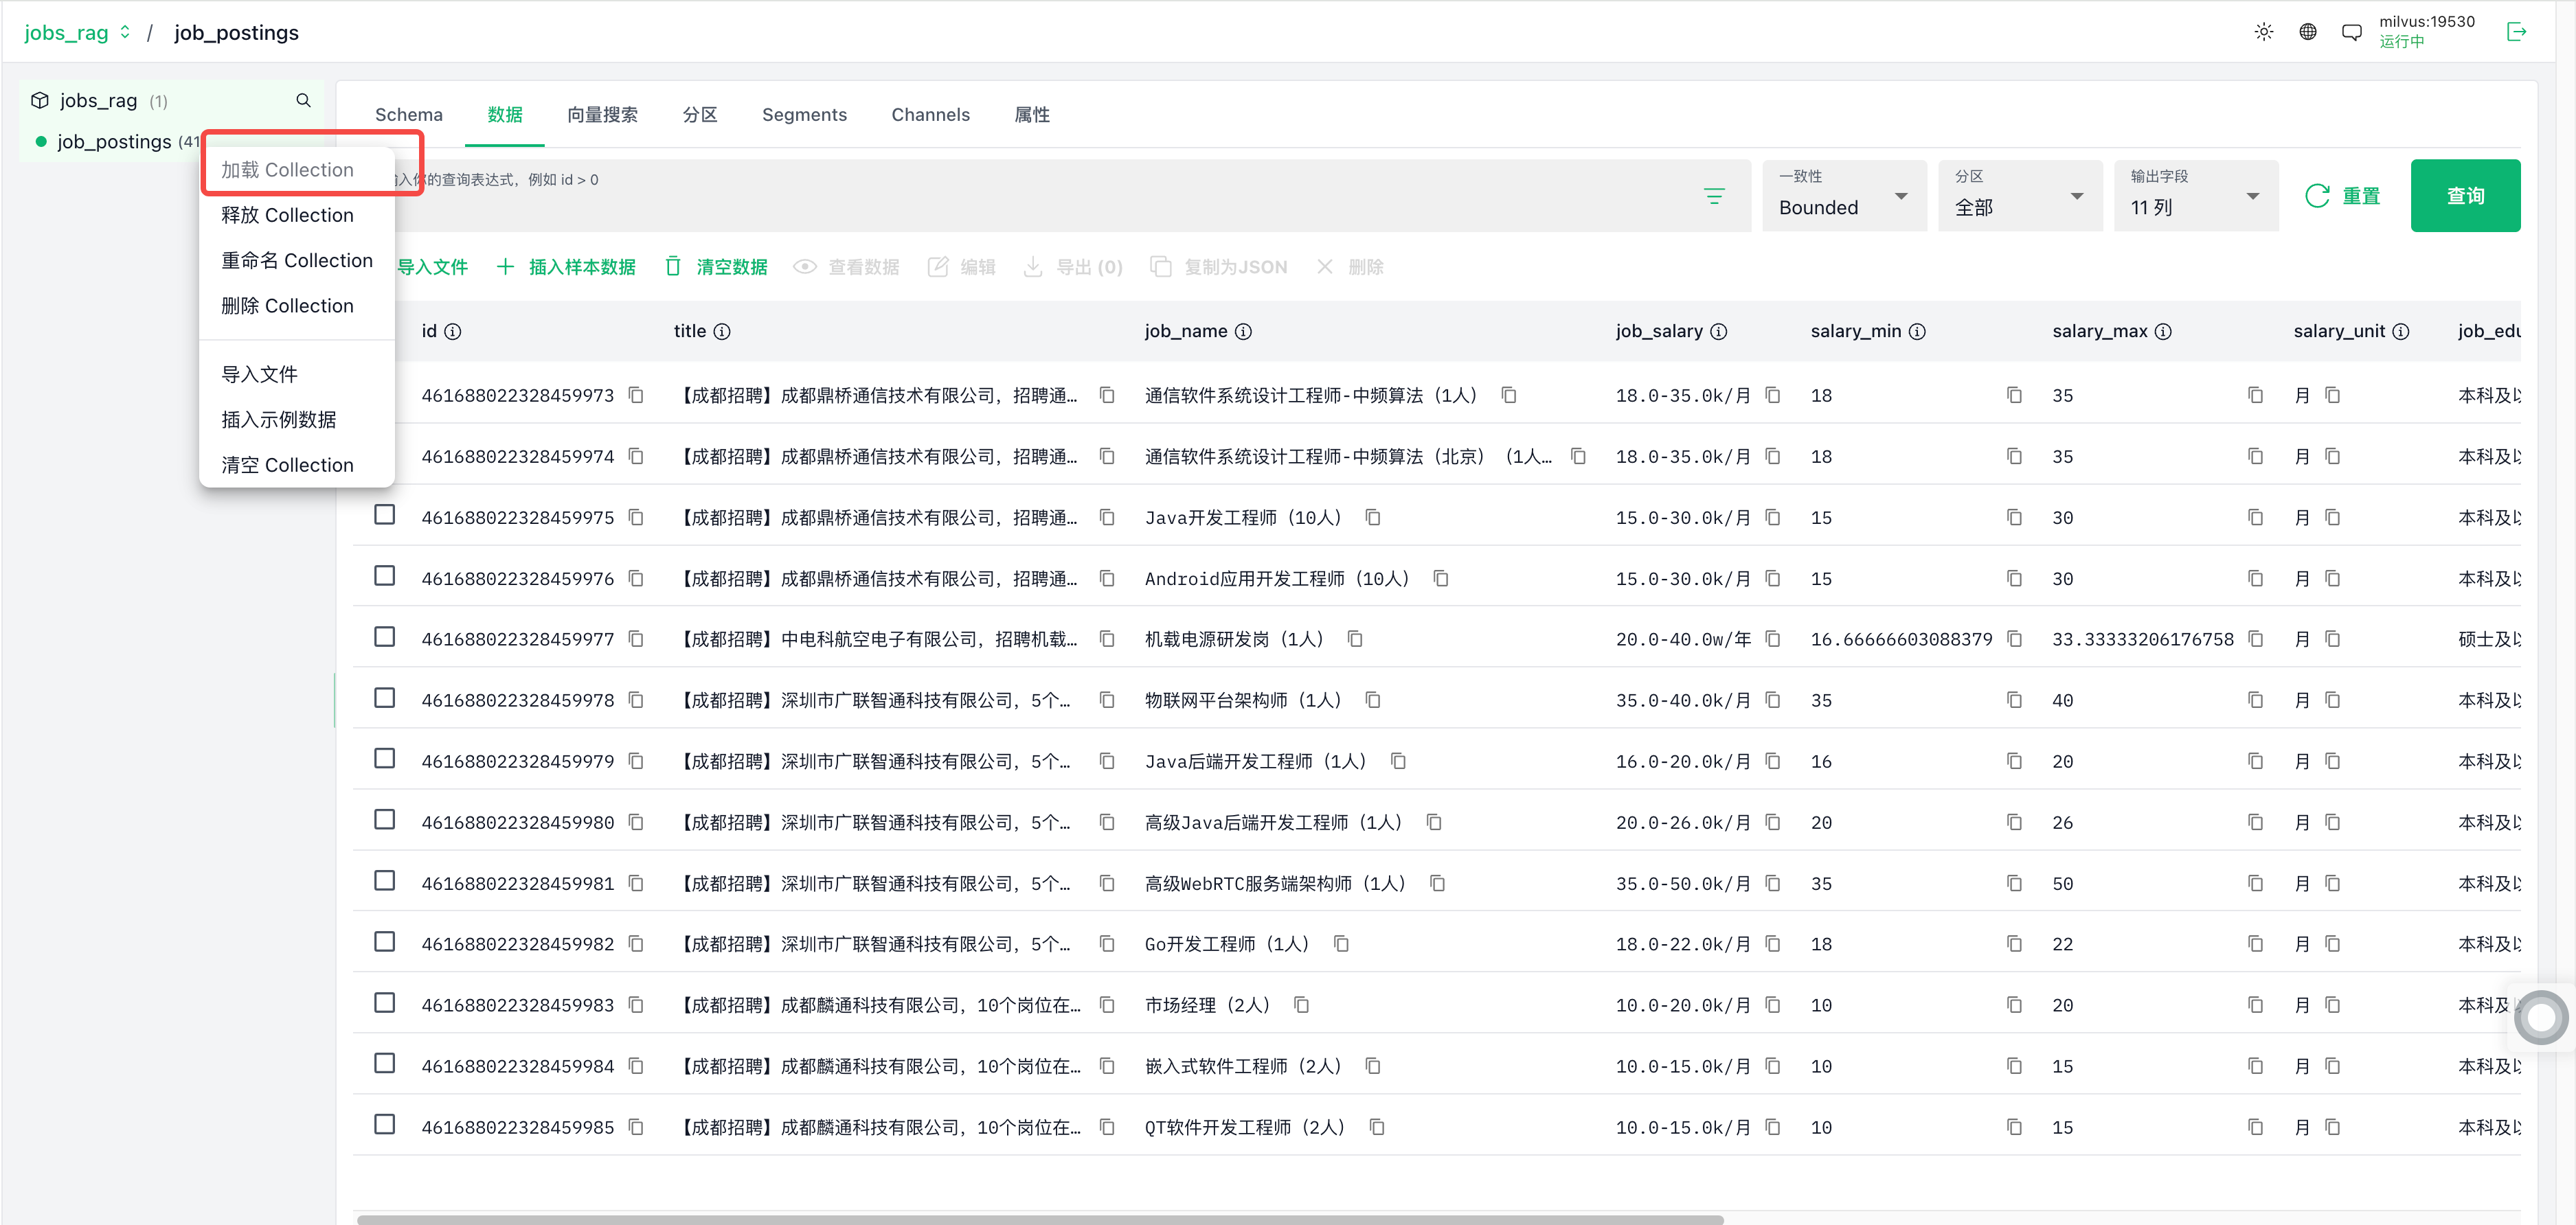 jobs_rag / job_postings
milvus:19530
运行中
jobs_rag (1)
job_postings (41
加载 Collection
释放 Collection
重命名 Collection
删除 Collection
导入文件
插入示例数据
清空 Collection
Schema 数据 向量搜索 分区 Segments Channels 属性
入你的查询表达式，例如 id > 0
一致性
Bounded
分区
全部
输出字段
11 列
重置
查询
导入文件 插入样本数据 清空数据 查看数据 编辑 导出 (0) 复制为JSON 删除
id title job_name job_salary salary_min salary_max salary_unit job_edu
461688022328459973 【成都招聘】成都鼎桥通信技术有限公司，招聘通... 通信软件系统设计工程师-中频算法（1人） 18.0-35.0k/月 18 35 月 本科及以
461688022328459974 【成都招聘】成都鼎桥通信技术有限公司，招聘通... 通信软件系统设计工程师-中频算法（北京）（1人... 18.0-35.0k/月 18 35 月 本科及以
461688022328459975 【成都招聘】成都鼎桥通信技术有限公司，招聘通... Java开发工程师（10人） 15.0-30.0k/月 15 30 月 本科及以
461688022328459976 【成都招聘】成都鼎桥通信技术有限公司，招聘通... Android应用开发工程师（10人） 15.0-30.0k/月 15 30 月 本科及以
461688022328459977 【成都招聘】中电科航空电子有限公司，招聘机载... 机载电源研发岗（1人） 20.0-40.0w/年 16.66666603088379 33.33333206176758 月 硕士及以
461688022328459978 【成都招聘】深圳市广联智通科技有限公司，5个... 物联网平台架构师（1人） 35.0-40.0k/月 35 40 月 本科及以
461688022328459979 【成都招聘】深圳市广联智通科技有限公司，5个... Java后端开发工程师（1人） 16.0-20.0k/月 16 20 月 本科及以
461688022328459980 【成都招聘】深圳市广联智通科技有限公司，5个... 高级Java后端开发工程师（1人） 20.0-26.0k/月 20 26 月 本科及以
461688022328459981 【成都招聘】深圳市广联智通科技有限公司，5个... 高级WebRTC服务端架构师（1人） 35.0-50.0k/月 35 50 月 本科及以
461688022328459982 【成都招聘】深圳市广联智通科技有限公司，5个... Go开发工程师（1人） 18.0-22.0k/月 18 22 月 本科及以
461688022328459983 【成都招聘】成都麟通科技有限公司，10个岗位在... 市场经理（2人） 10.0-20.0k/月 10 20 月 本科及
461688022328459984 【成都招聘】成都麟通科技有限公司，10个岗位在... 嵌入式软件工程师（2人） 10.0-15.0k/月 10 15 月 本科及以
461688022328459985 【成都招聘】成都麟通科技有限公司，10个岗位在... QT软件开发工程师（2人） 10.0-15.0k/月 10 15 月 本科及以